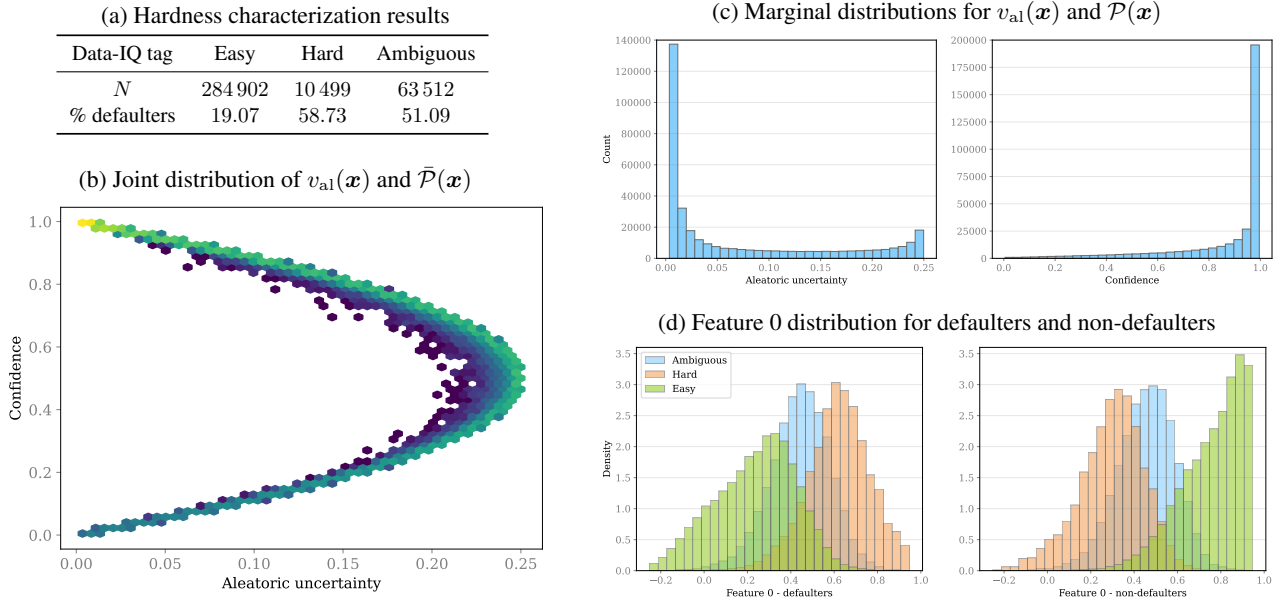 (a) Hardness characterization results
Data-IQ tag Easy Hard Ambiguous
N 284 902 10 499 63 512
% defaulters 19.07 58.73 51.09
(b) Joint distribution of v_al(x) and P̄(x)
1.0
0.8
0.6
0.4
0.2
0.0
Confidence
0.00 0.05 0.10 0.15 0.20 0.25
Aleatoric uncertainty
(c) Marginal distributions for v_al(x) and P(x)
140000
120000
100000
80000
60000
40000
20000
0
Count
0.00 0.05 0.10 0.15 0.20 0.25
Aleatoric uncertainty
200000
175000
150000
125000
100000
75000
50000
25000
0
0.0 0.2 0.4 0.6 0.8 1.0
Confidence
(d) Feature 0 distribution for defaulters and non-defaulters
3.5
3.0
2.5
2.0
1.5
1.0
0.5
0.0
Density
Ambiguous
Hard
Easy
−0.2 0.0 0.2 0.4 0.6 0.8 1.0
Feature 0 - defaulters
3.5
3.0
2.5
2.0
1.5
1.0
0.5
0.0
−0.2 0.0 0.2 0.4 0.6 0.8 1.0
Feature 0 - non-defaulters